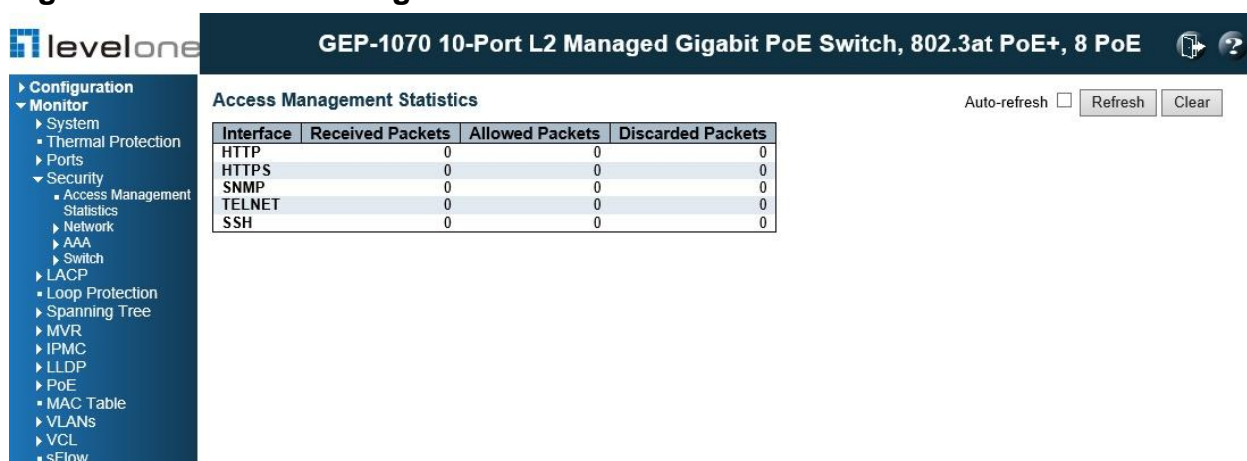 levelone
GEP-1070 10-Port L2 Managed Gigabit PoE Switch, 802.3at PoE+, 8 PoE
?
Configuration
Monitor
System
Thermal Protection
Ports
Security
Access Management
Statistics
Network
AAA
Switch
LACP
Loop Protection
Spanning Tree
MVR
IPMC
LLDP
PoE
MAC Table
VLANs
VCL
sFlow
Access Management Statistics
Auto-refresh Refresh Clear
Interface Received Packets Allowed Packets Discarded Packets
HTTP 0 0 0
HTTPS 0 0 0
SNMP 0 0 0
TELNET 0 0 0
SSH 0 0 0